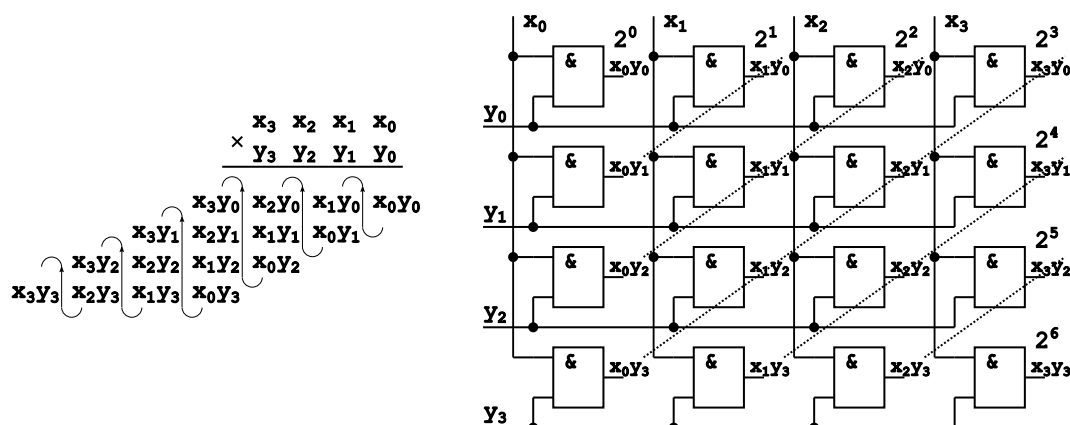 x₃ x₂ x₁ x₀
× y₃ y₂ y₁ y₀
x₃y₀ x₂y₀ x₁y₀ x₀y₀
x₃y₁ x₂y₁ x₁y₁ x₀y₁
x₃y₂ x₂y₂ x₁y₂ x₀y₂
x₃y₃ x₂y₃ x₁y₃ x₀y₃
x₀ x₁ x₂ x₃
2⁰ 2¹ 2² 2³
& & & &
x₀y₀ x₁y₀ x₂y₀ x₃y₀
y₀
2⁴
& & & &
x₀y₁ x₁y₁ x₂y₁ x₃y₁
y₁
2⁵
& & & &
x₀y₂ x₁y₂ x₂y₂ x₃y₂
y₂
2⁶
& & & &
x₀y₃ x₁y₃ x₂y₃ x₃y₃
y₃